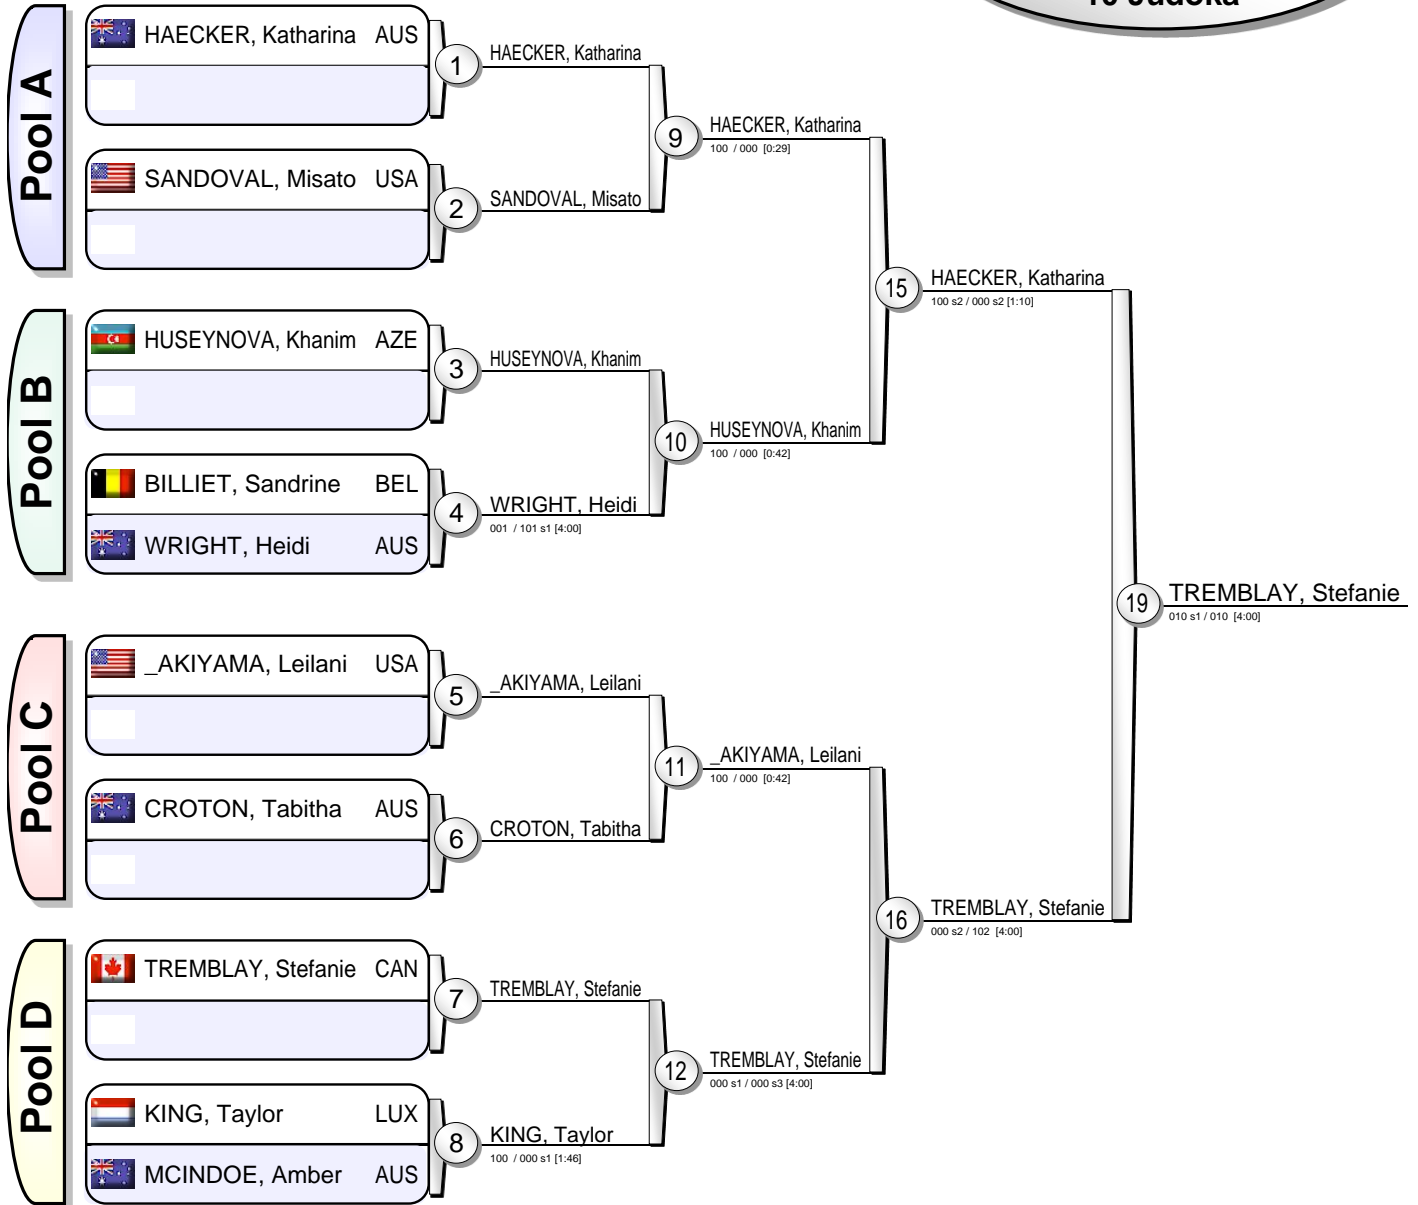 10 Judoka
Pool A
HAECKER, Katharina AUS
1
HAECKER, Katharina
SANDOVAL, Misato USA
2
SANDOVAL, Misato
9
HAECKER, Katharina
100 / 000 [0:29]
Pool B
HUSEYNOVA, Khanim AZE
3
HUSEYNOVA, Khanim
BILLIET, Sandrine BEL
WRIGHT, Heidi AUS
4
WRIGHT, Heidi
001 / 101 s1 [4:00]
10
HUSEYNOVA, Khanim
100 / 000 [0:42]
15
HAECKER, Katharina
100 s2 / 000 s2 [1:10]
Pool C
_AKIYAMA, Leilani USA
5
_AKIYAMA, Leilani
CROTON, Tabitha AUS
6
CROTON, Tabitha
11
_AKIYAMA, Leilani
100 / 000 [0:42]
Pool D
TREMBLAY, Stefanie CAN
7
TREMBLAY, Stefanie
KING, Taylor LUX
MCINDOE, Amber AUS
8
KING, Taylor
100 / 000 s1 [1:46]
12
TREMBLAY, Stefanie
000 s1 / 000 s3 [4:00]
16
TREMBLAY, Stefanie
000 s2 / 102 [4:00]
19
TREMBLAY, Stefanie
010 s1 / 010 [4:00]